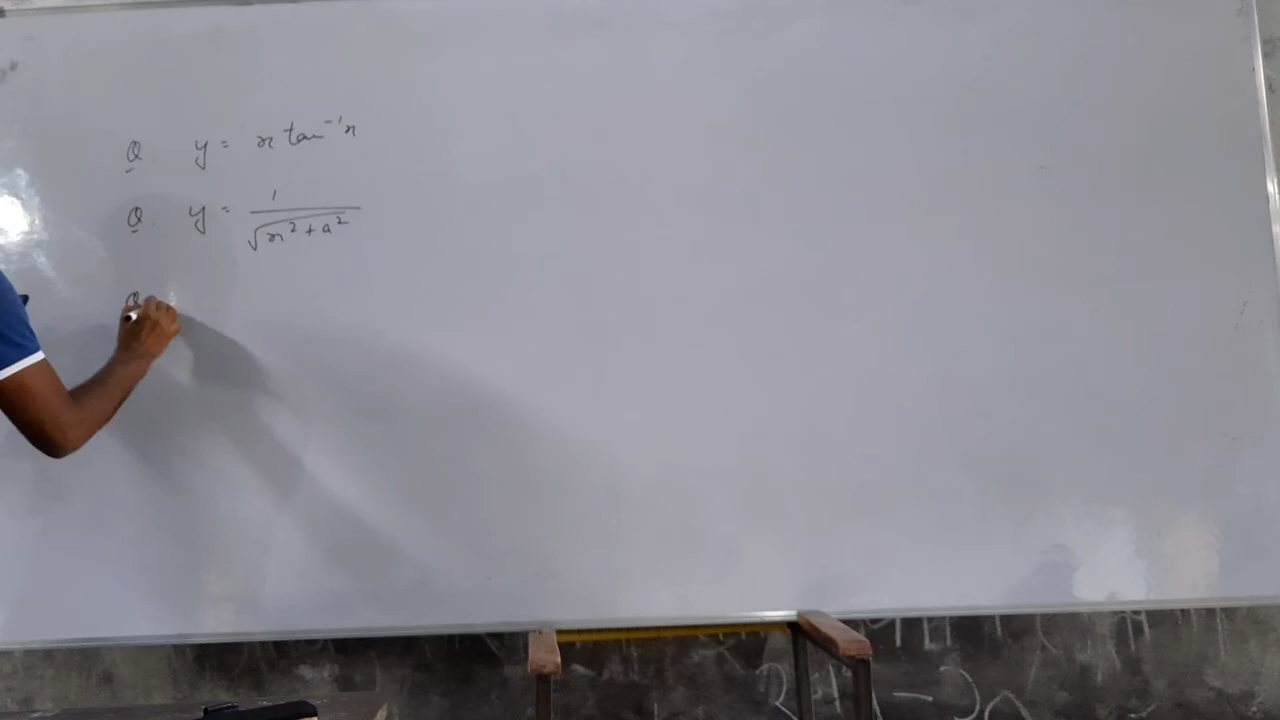 Q y = x tan⁻¹x
Q. y = 1/√(x²+a²)
Q